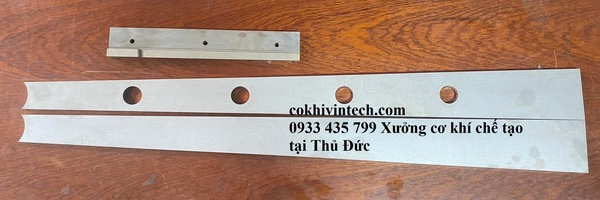 cokhivintech.com
0933 435 799 Xưởng cơ khí chế tạo
tại Thủ Đức